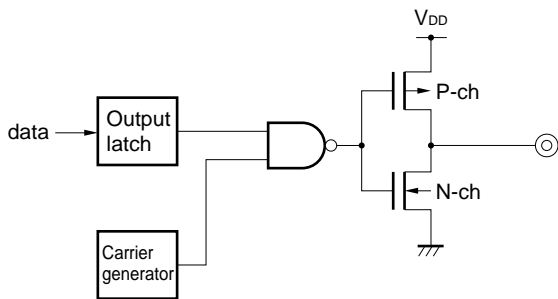 VDD
P-ch
data
Output
latch
N-ch
Carrier
generator